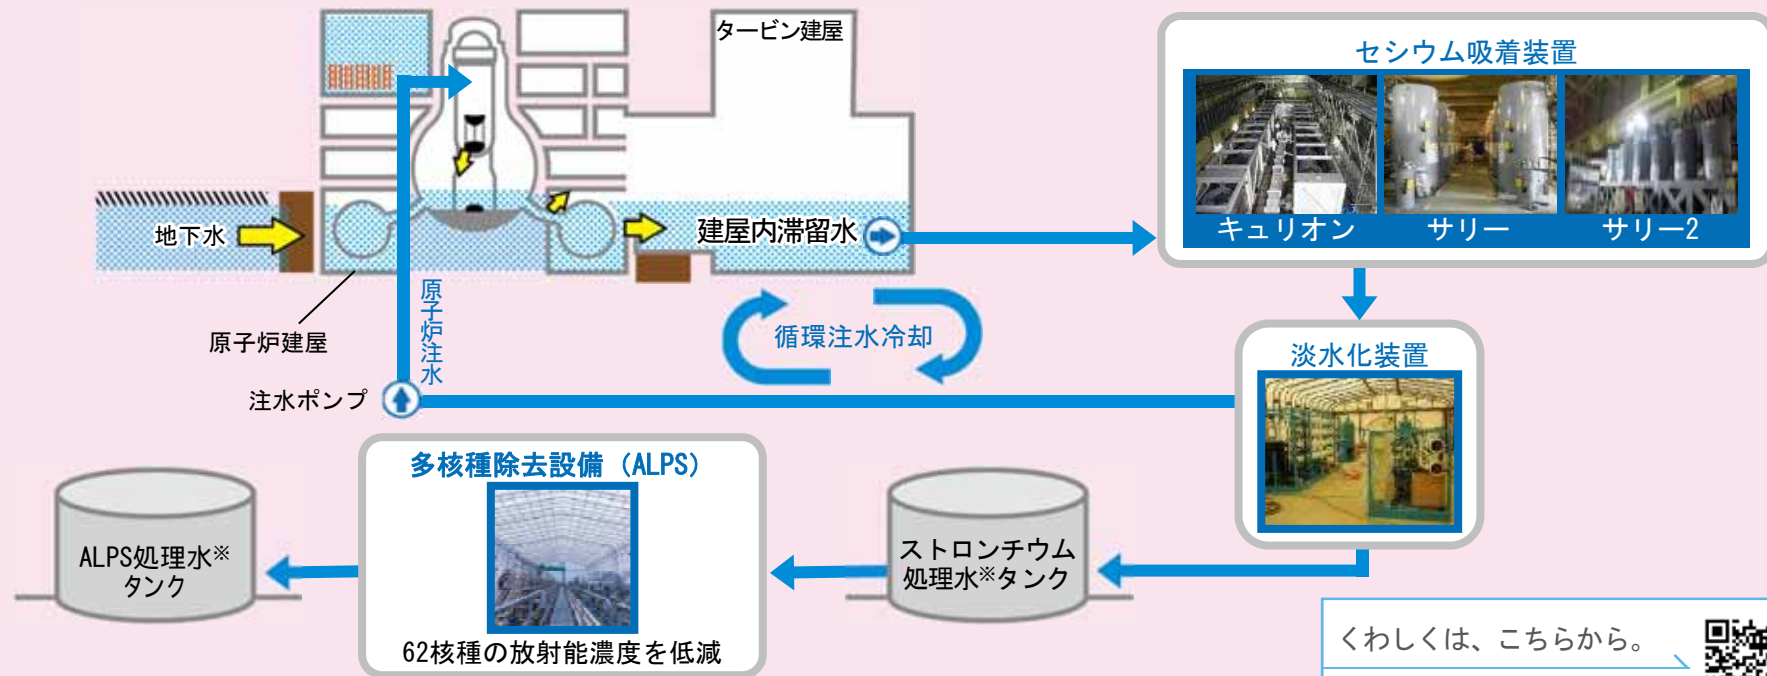 タービン建屋
セシウム吸着装置
キュリオン
サリー
サリー2
地下水
建屋内滞留水
原子炉建屋
原子炉注水
循環注水冷却
淡水化装置
注水ポンプ
多核種除去設備（ALPS）
62核種の放射能濃度を低減
ALPS処理水※
タンク
ストロンチウム
処理水※タンク
くわしくは、こちらから。